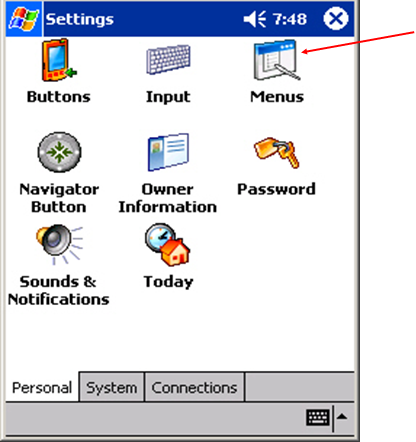 Settings 7:48
Buttons Input Menus
Navigator Button Owner Information Password
Sounds & Notifications Today
Personal System Connections